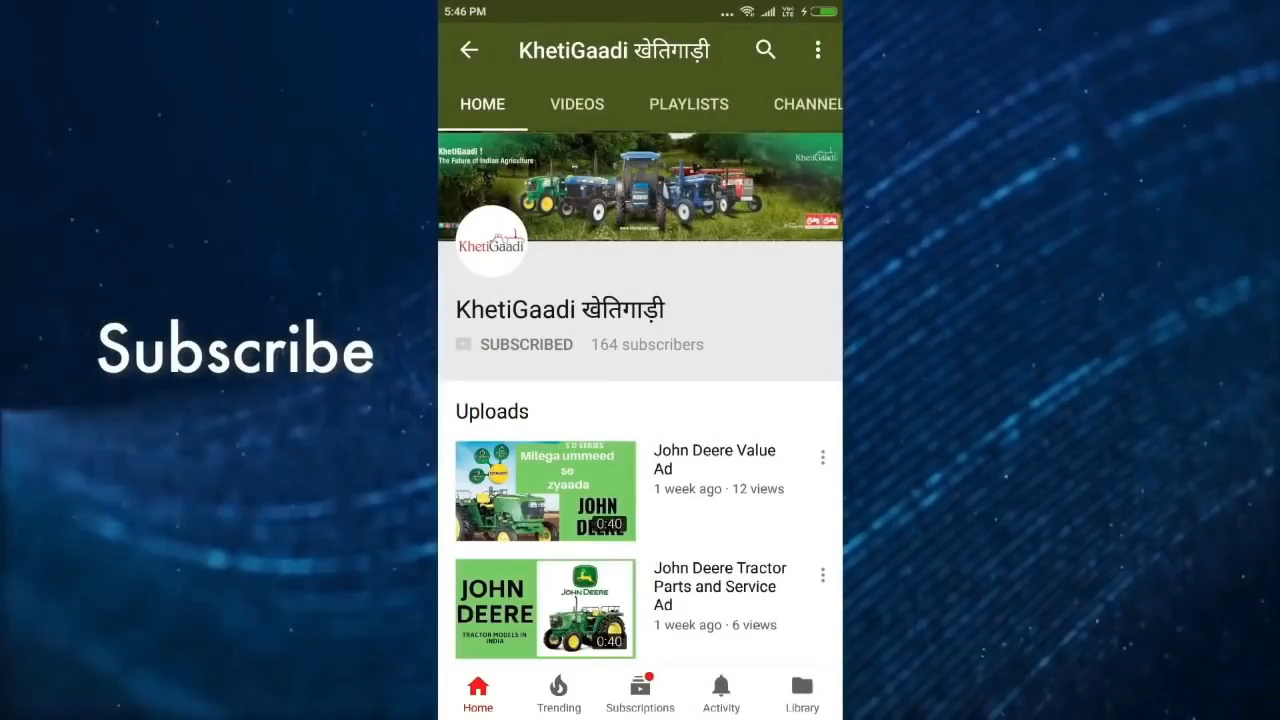 5:46 PM
KhetiGaadi खेतिगाड़ी
HOME VIDEOS PLAYLISTS CHANNEL
KhetiGaadi !
The Future of Indian Agriculture
KhetiGaadi
KhetiGaadi
KhetiGaadi खेतिगाड़ी
SUBSCRIBED 164 subscribers
Subscribe
Uploads
5 D SERIES
Milega ummeed
se
zyaada
JOHN
DEERE
0:40
John Deere Value
Ad
1 week ago · 12 views
JOHN
DEERE
TRACTOR MODELS IN
INDIA
JOHN DEERE
0:40
John Deere Tractor
Parts and Service
Ad
1 week ago · 6 views
Home Trending Subscriptions Activity Library